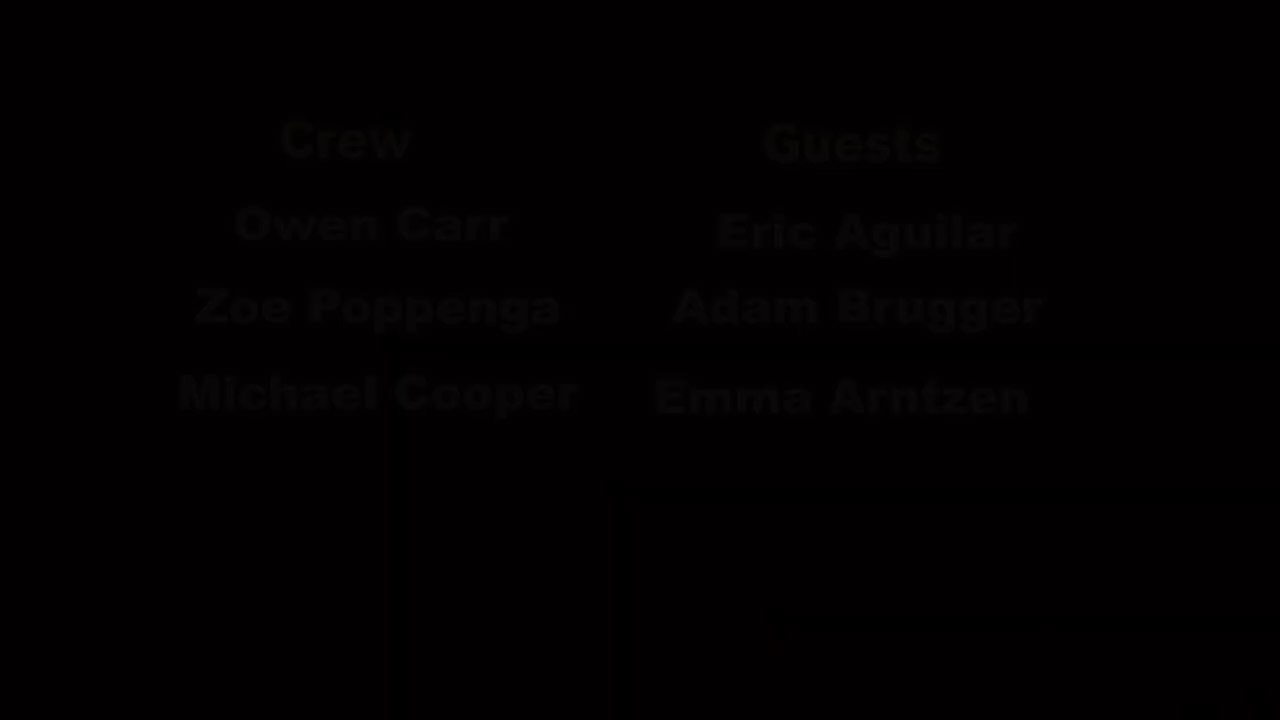 Crew
Owen Carr
Zoe Poppenga
Michael Cooper
Guests
Eric Aguilar
Adam Brugger
Emma Arntzen